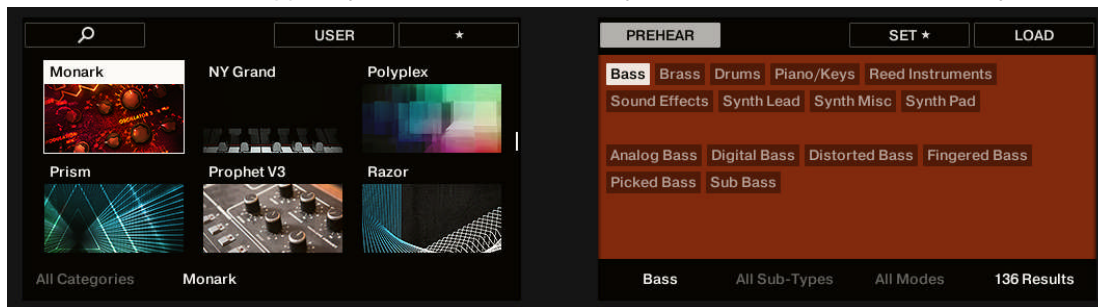 USER ★
Monark NY Grand Polyplex
OSCILLATOR 3
Prism Prophet V3 Razor
All Categories Monark
PREHEAR SET ★ LOAD
Bass Brass Drums Piano/Keys Reed Instruments
Sound Effects Synth Lead Synth Misc Synth Pad
Analog Bass Digital Bass Distorted Bass Fingered Bass
Picked Bass Sub Bass
Bass All Sub-Types All Modes 136 Results